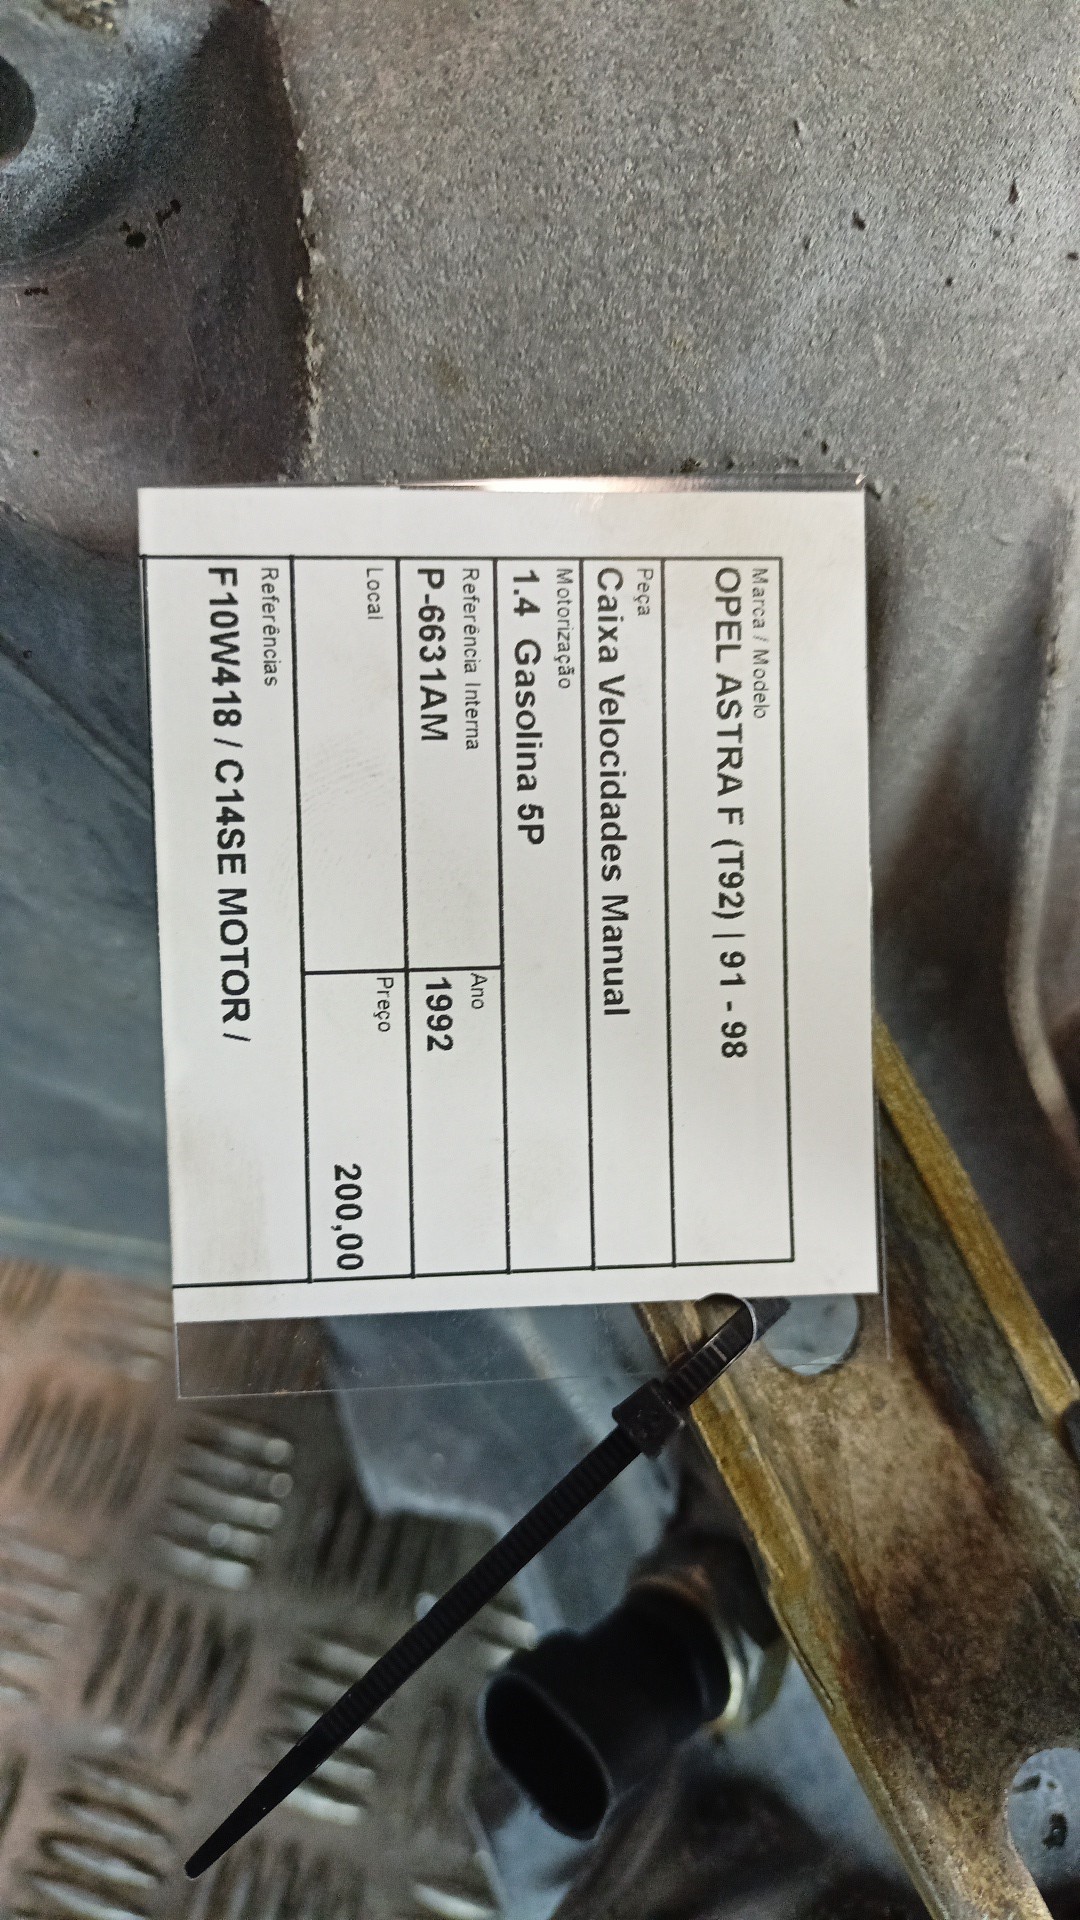 Marca / Modelo
OPEL ASTRA F (T92) | 91 - 98
Peça
Caixa Velocidades Manual
Motorização
1.4 Gasolina 5P
Referência Interna
P-6631AM
Ano
1992
Local
Preço
200,00
Referências
F10W418 / C14SE MOTOR /